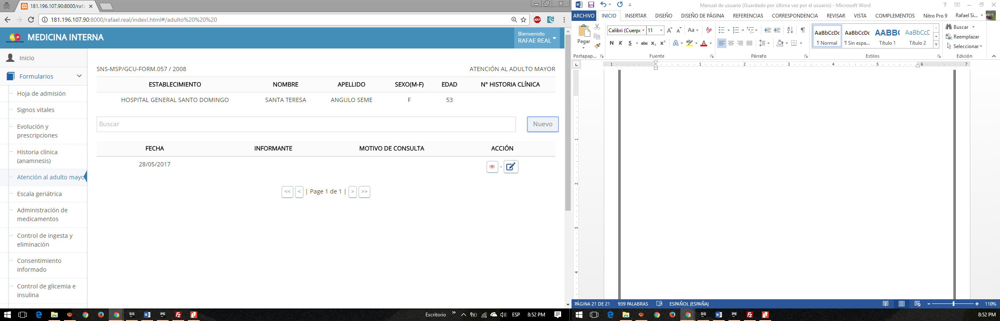 181.196.107.90:8000/rafa
181.196.107.90:8000/rafael.real/index!.html#/adulto%20%20%20
ABP
MEDICINA INTERNA
Bienvenido
RAFAE REAL
Inicio
Formularios
Hoja de admisión
Signos vitales
Evolución y
prescripciones
Historia clínica
(anamnesis)
Atención al adulto mayo
Escala geriátrica
Administración de
medicamentos
Control de ingesta y
eliminación
Consentimiento
informado
Control de glicemia e
insulina
SNS-MSP/GCU-FORM.057 / 2008
ATENCIÓN AL ADULTO MAYOR
ESTABLECIMIENTO NOMBRE APELLIDO SEXO(M-F) EDAD N° HISTORIA CLÍNICA
HOSPITAL GENERAL SANTO DOMINGO SANTA TERESA ANGULO SEME F 53
Buscar
Nuevo
FECHA INFORMANTE MOTIVO DE CONSULTA ACCIÓN
28/05/2017 -
<< < | Page 1 de 1 | > >>
Escritorio » ESP 8:52 PM
Manual de usuario (Guardado por última vez por el usuario) - Microsoft Word
ARCHIVO INICIO INSERTAR DISEÑO DISEÑO DE PÁGINA REFERENCIAS CORRESPONDENCIA REVISAR VISTA COMPLEMENTOS Nitro Pro 9 Rafael Si...
Pegar
Calibri (Cuerpo 11
N K S abc x₂ x²
AaBbCcDc AaBbCcDc AABBC AaBbCcC
¶ Normal ¶ Sin espa... Título 1 Título 2
Buscar
Reemplazar
Seleccionar
Portapap... Fuente Párrafo Estilos Edición
1 1 2 3 4 5 6 7
1
2
3
4
PÁGINA 21 DE 21 939 PALABRAS ESPAÑOL (ESPAÑA) 110%
8:52 PM